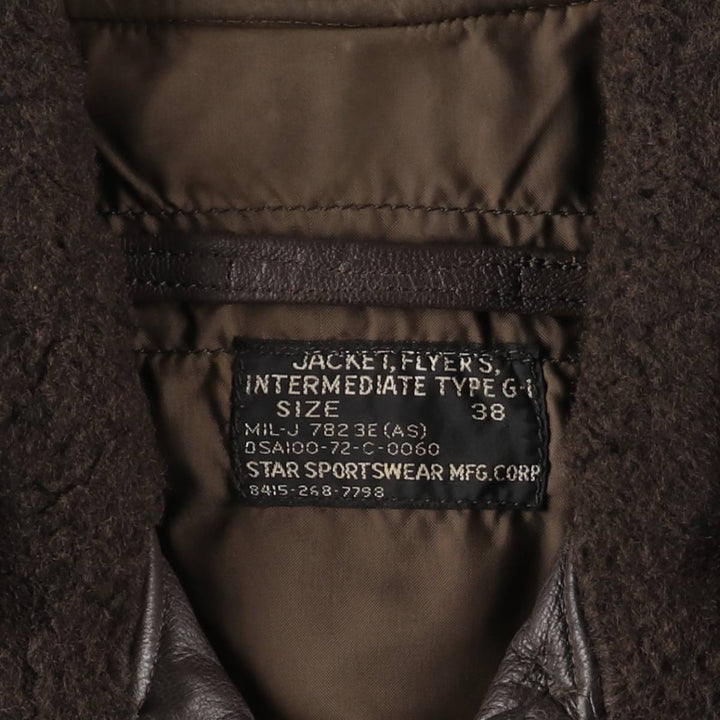 JACKET, FLYER'S,
INTERMEDIATE TYPE G-1
SIZE 38
MIL-J 7823E(AS)
DSA100-72-C-0060
STAR SPORTSWEAR MFG.CORP
8415-268-7798